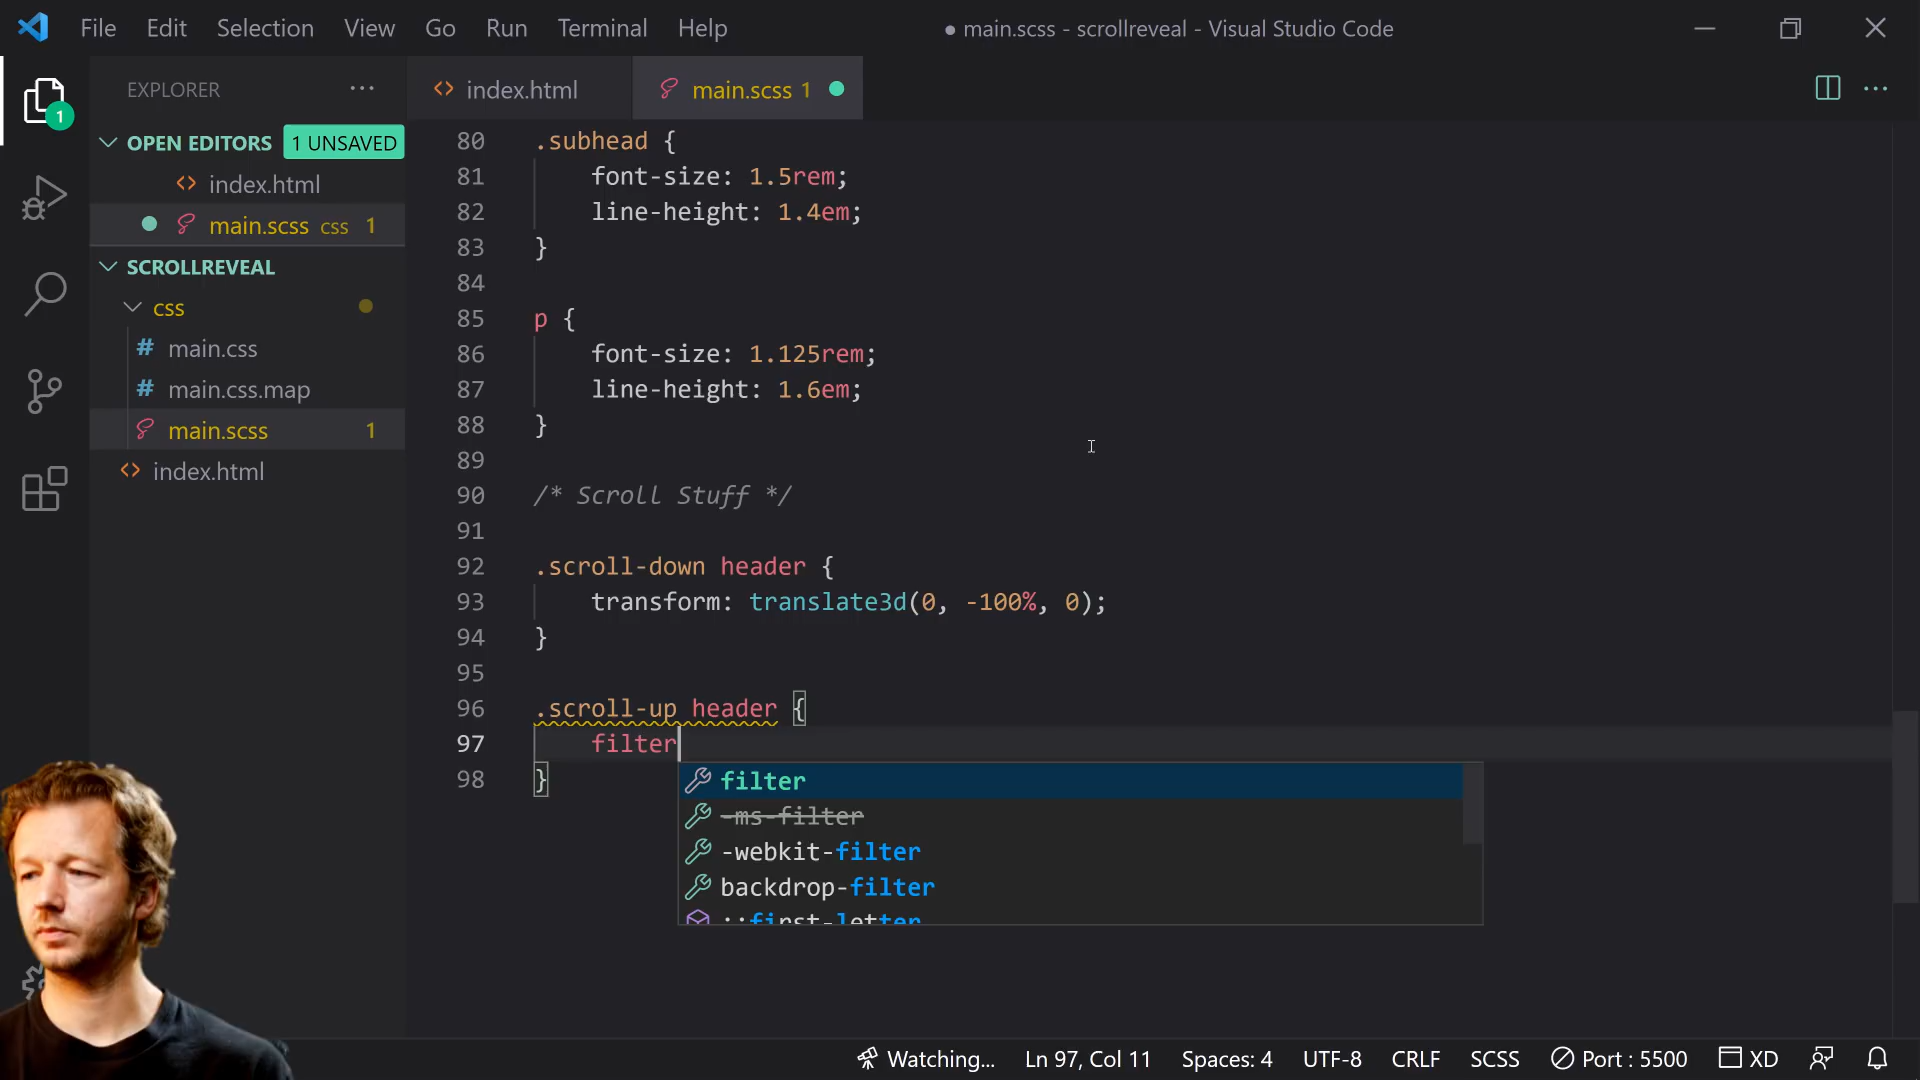 File Edit Selection View Go Run Terminal Help
● main.scss - scrollreveal - Visual Studio Code
EXPLORER
index.html
main.scss 1
1
OPEN EDITORS 1 UNSAVED
index.html
main.scss css 1
SCROLLREVEAL
css
# main.css
# main.css.map
main.scss 1
index.html
80 .subhead {
81 font-size: 1.5rem;
82 line-height: 1.4em;
83 }
84
85 p {
86 font-size: 1.125rem;
87 line-height: 1.6em;
88 }
89
90 /* Scroll Stuff */
91
92 .scroll-down header {
93 transform: translate3d(0, -100%, 0);
94 }
95
96 .scroll-up header {
97 filter
98 }
filter
-ms-filter
-webkit-filter
backdrop-filter
::first-letter
Watching... Ln 97, Col 11 Spaces: 4 UTF-8 CRLF SCSS Port : 5500 XD